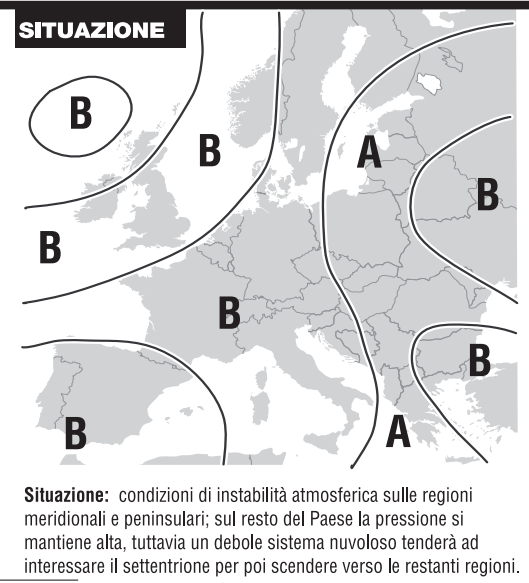 SITUAZIONE
B
B
A
B
B
B
B
B
A
Situazione: condizioni di instabilità atmosferica sulle regioni
meridionali e peninsulari; sul resto del Paese la pressione si
mantiene alta, tuttavia un debole sistema nuvoloso tenderà ad
interessare il settentrione per poi scendere verso le restanti regioni.